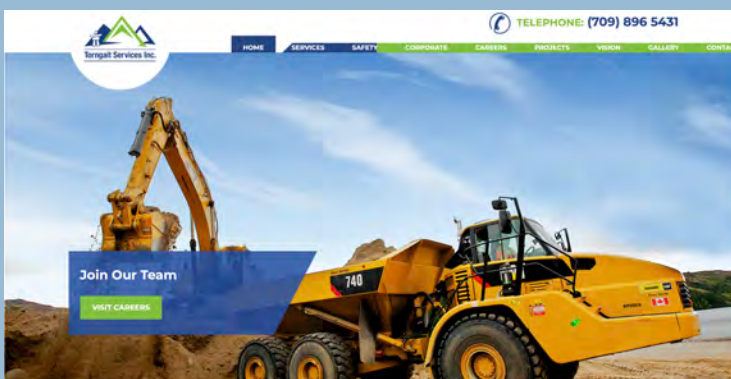 TELEPHONE: (709) 896 5431
Torngait Services Inc.
HOME SERVICES SAFETY CORPORATE CAREERS PROJECTS VISION GALLERY CONTAC
Join Our Team
VISIT CAREERS
740